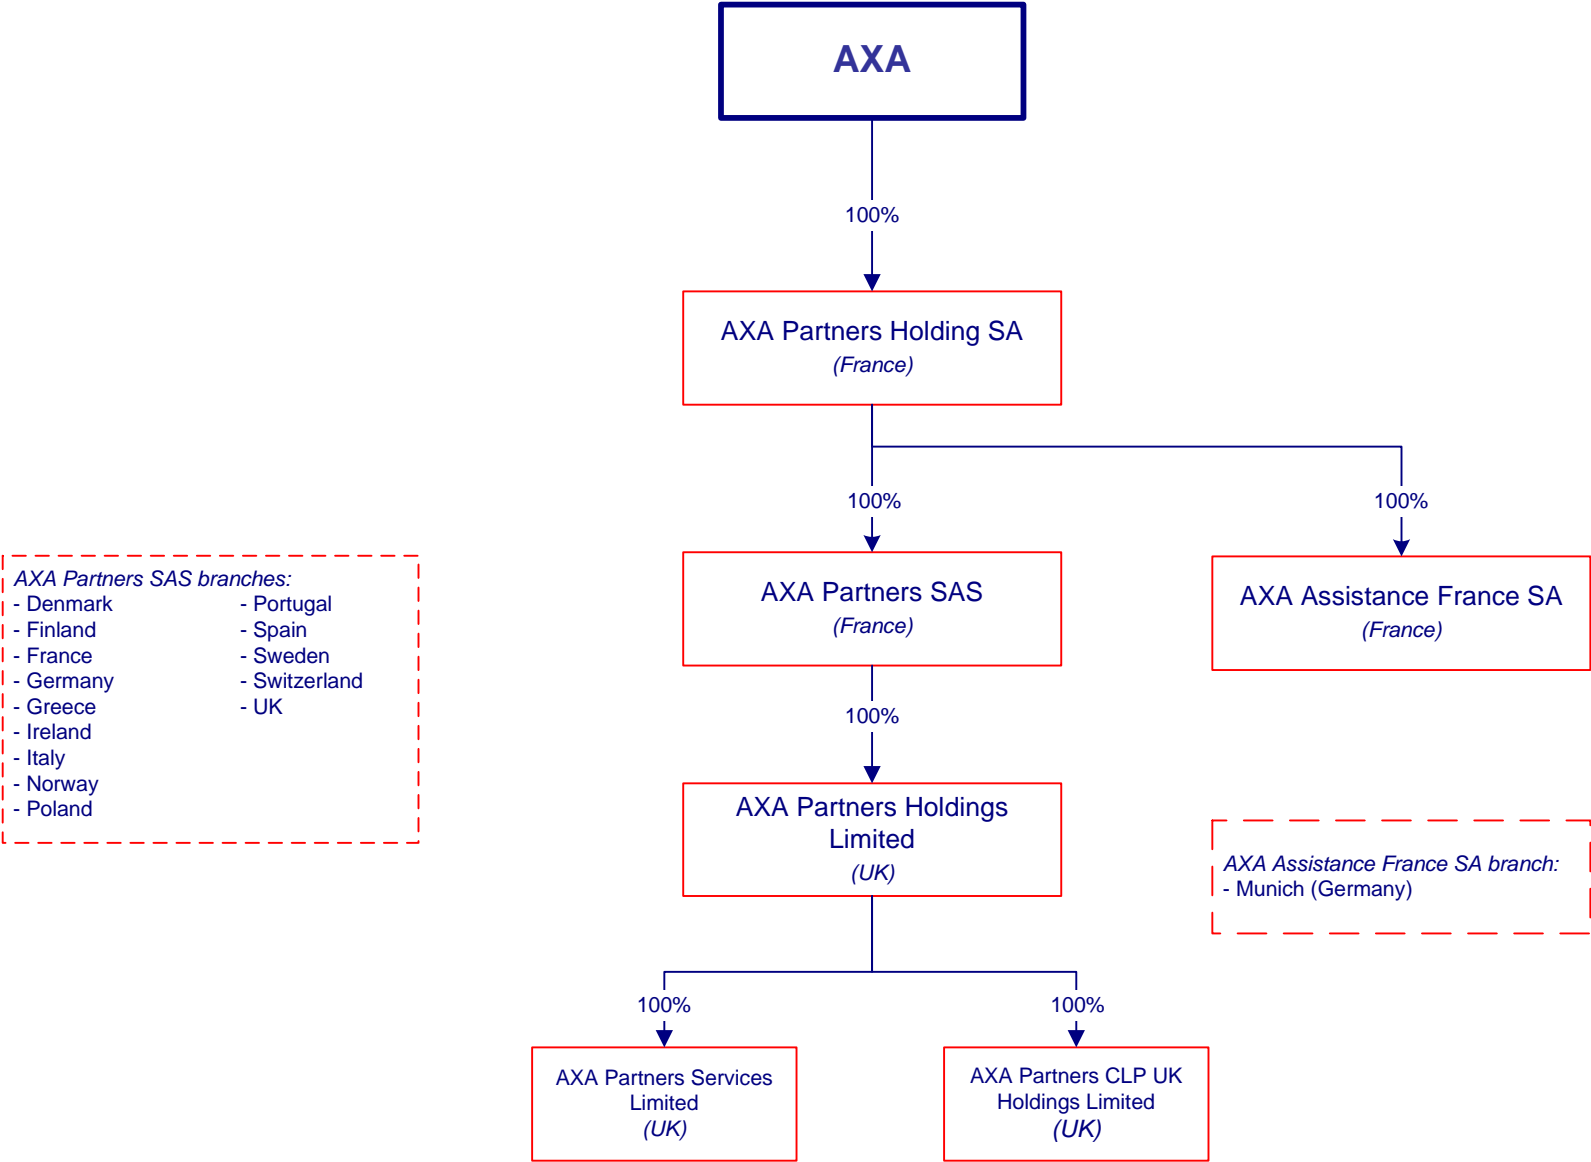 AXA
100%
AXA Partners Holding SA
(France)
100%
100%
AXA Partners SAS
(France)
AXA Assistance France SA
(France)
AXA Partners SAS branches:
- Denmark
- Finland
- France
- Germany
- Greece
- Ireland
- Italy
- Norway
- Poland
- Portugal
- Spain
- Sweden
- Switzerland
- UK
100%
AXA Partners Holdings
Limited
(UK)
AXA Assistance France SA branch:
- Munich (Germany)
100%
100%
AXA Partners Services
Limited
(UK)
AXA Partners CLP UK
Holdings Limited
(UK)